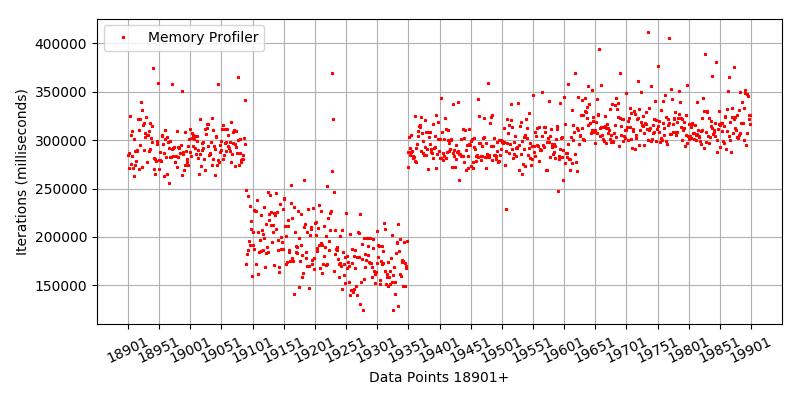 Memory Profiler
400000
350000
300000
250000
200000
150000
Iterations (milliseconds)
18901 18951 19001 19051 19101 19151 19201 19251 19301 19351 19401 19451 19501 19551 19601 19651 19701 19751 19801 19851 19901
Data Points 18901+